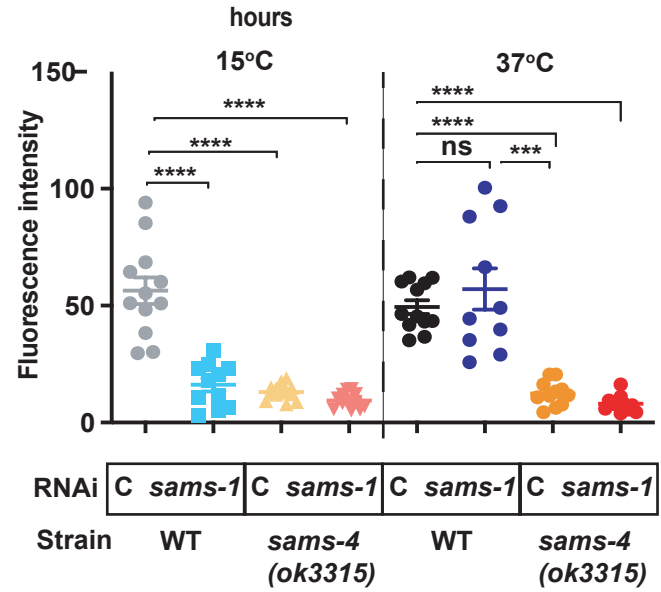 hours
15°C 37°C
150
**** ****
**** ****
**** ns ***
100
50
0
Fluorescence intensity
RNAi C sams-1 C sams-1 C sams-1 C sams-1
Strain WT sams-4 WT sams-4
(ok3315) (ok3315)